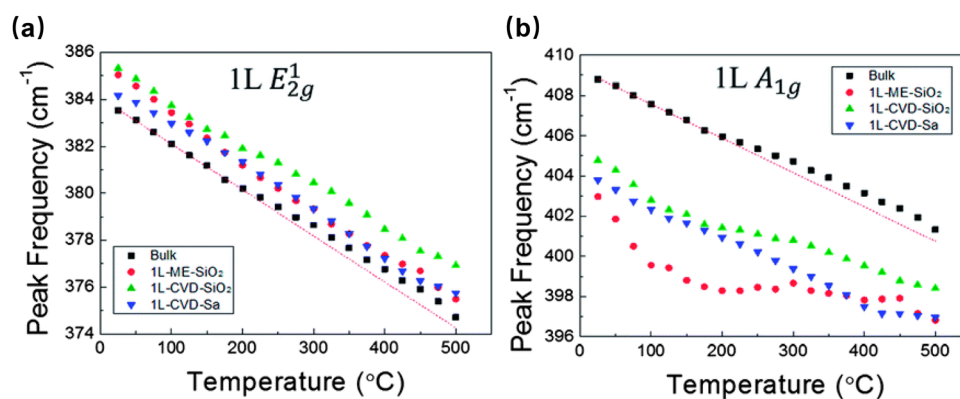 (a)
386
384
382
380
378
376
374
Peak Frequency (cm⁻¹)
1L E¹₂g
Bulk
1L-ME-SiO₂
1L-CVD-SiO₂
1L-CVD-Sa
0 100 200 300 400 500
Temperature (°C)
(b)
410
408
406
404
402
400
398
396
Peak Frequency (cm⁻¹)
1L A₁g
Bulk
1L-ME-SiO₂
1L-CVD-SiO₂
1L-CVD-Sa
0 100 200 300 400 500
Temperature (°C)